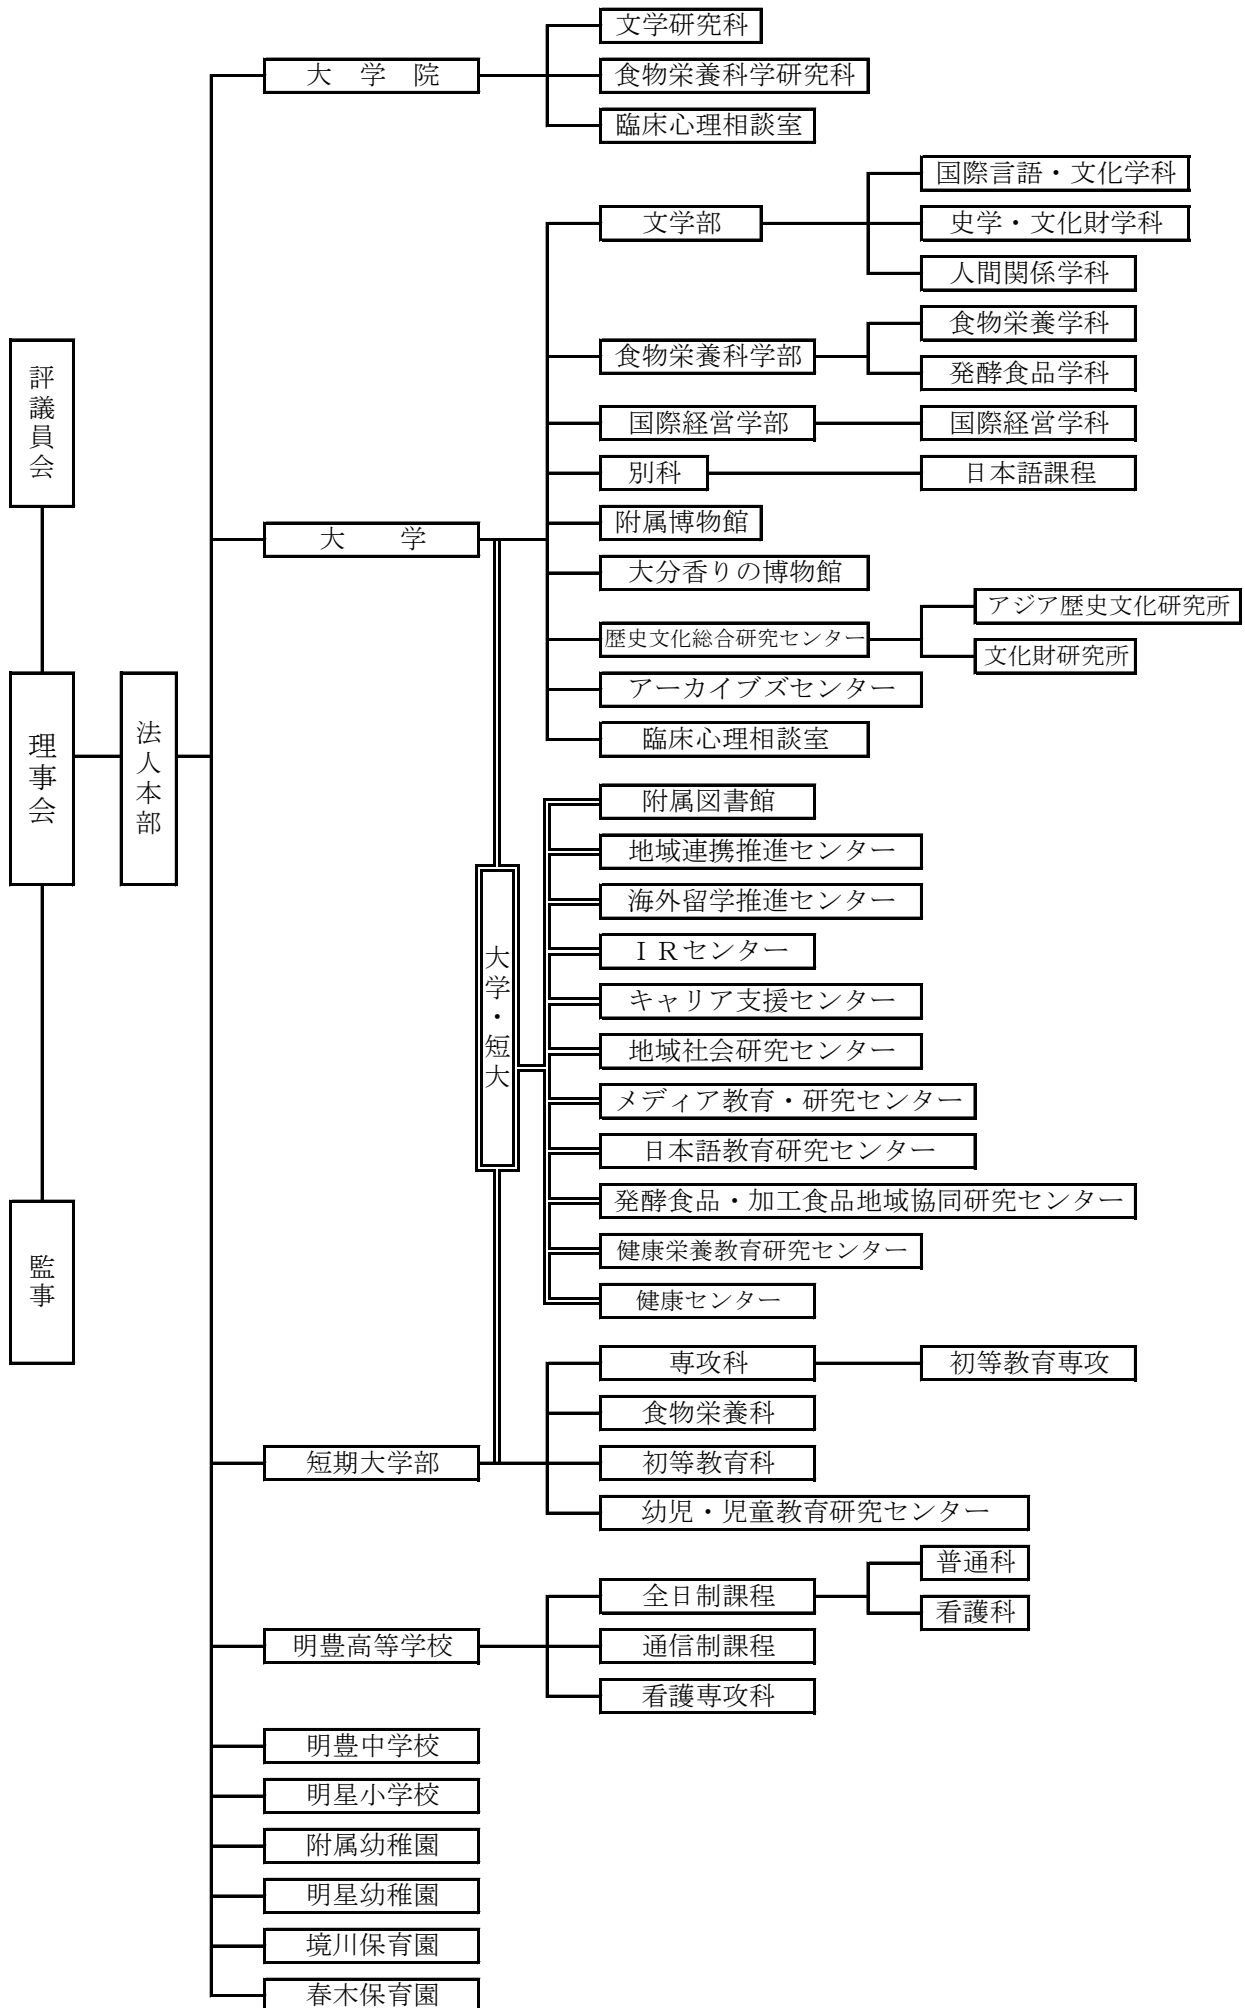 評議員会
理事会
監事
法人本部
大学院
文学研究科
食物栄養科学研究科
臨床心理相談室
大学
文学部
国際言語・文化学科
史学・文化財学科
人間関係学科
食物栄養科学部
食物栄養学科
発酵食品学科
国際経営学部
国際経営学科
別科
日本語課程
附属博物館
大分香りの博物館
歴史文化総合研究センター
アジア歴史文化研究所
文化財研究所
アーカイブズセンター
臨床心理相談室
大学・短大
附属図書館
地域連携推進センター
海外留学推進センター
ＩＲセンター
キャリア支援センター
地域社会研究センター
メディア教育・研究センター
日本語教育研究センター
発酵食品・加工食品地域協同研究センター
健康栄養教育研究センター
健康センター
短期大学部
専攻科
初等教育専攻
食物栄養科
初等教育科
幼児・児童教育研究センター
明豊高等学校
全日制課程
普通科
看護科
通信制課程
看護専攻科
明豊中学校
明星小学校
附属幼稚園
明星幼稚園
境川保育園
春木保育園